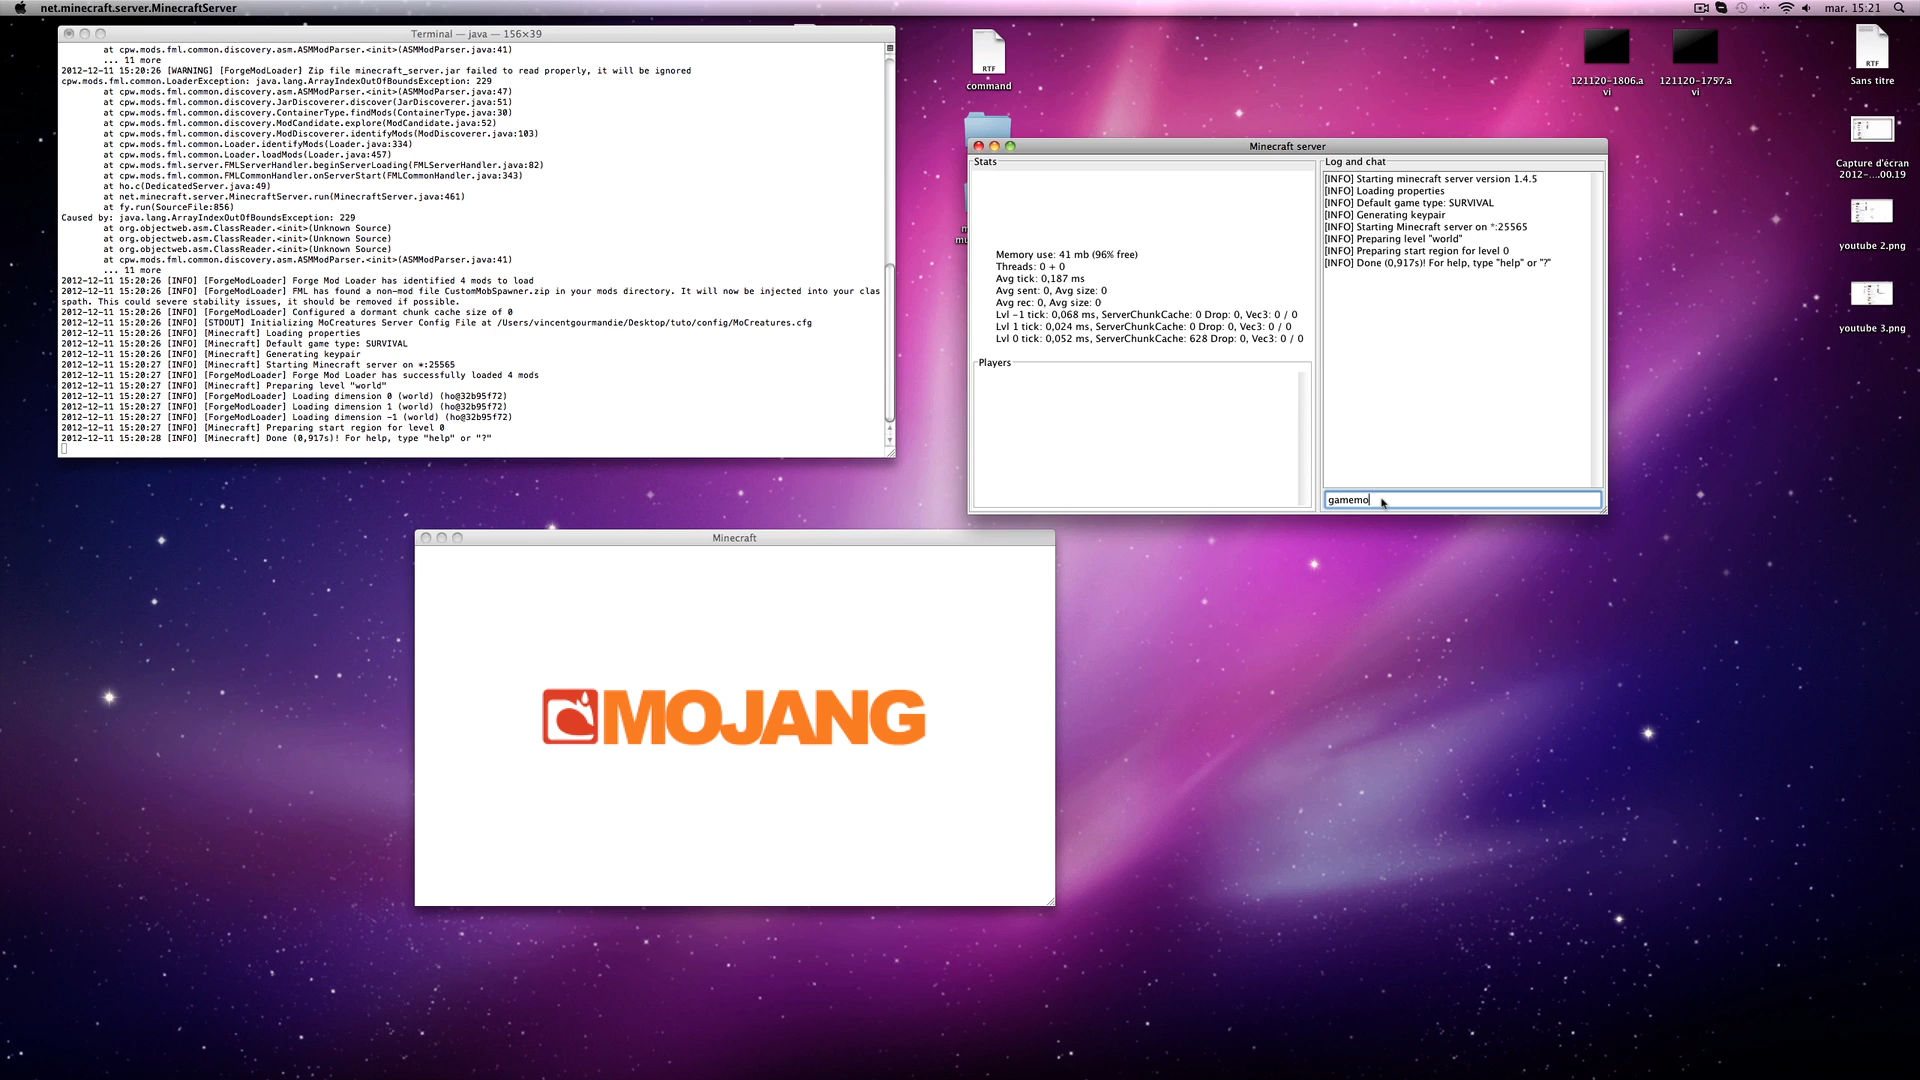 net.minecraft.server.MinecraftServer
mar. 15:21
Terminal — java — 156×39
at cpw.mods.fml.common.discovery.asm.ASMModParser.<init>(ASMModParser.java:41)
... 11 more
2012-12-11 15:20:26 [WARNING] [ForgeModLoader] Zip file minecraft_server.jar failed to read properly, it will be ignored
cpw.mods.fml.common.LoaderException: java.lang.ArrayIndexOutOfBoundsException: 229
at cpw.mods.fml.common.discovery.asm.ASMModParser.<init>(ASMModParser.java:47)
at cpw.mods.fml.common.discovery.JarDiscoverer.discover(JarDiscoverer.java:51)
at cpw.mods.fml.common.discovery.ContainerType.findMods(ContainerType.java:30)
at cpw.mods.fml.common.discovery.ModCandidate.explore(ModCandidate.java:52)
at cpw.mods.fml.common.discovery.ModDiscoverer.identifyMods(ModDiscoverer.java:103)
at cpw.mods.fml.common.Loader.identifyMods(Loader.java:334)
at cpw.mods.fml.common.Loader.loadMods(Loader.java:457)
at cpw.mods.fml.server.FMLServerHandler.beginServerLoading(FMLServerHandler.java:82)
at cpw.mods.fml.common.FMLCommonHandler.onServerStart(FMLCommonHandler.java:343)
at ho.c(DedicatedServer.java:49)
at net.minecraft.server.MinecraftServer.run(MinecraftServer.java:461)
at fy.run(SourceFile:856)
Caused by: java.lang.ArrayIndexOutOfBoundsException: 229
at org.objectweb.asm.ClassReader.<init>(Unknown Source)
at org.objectweb.asm.ClassReader.<init>(Unknown Source)
at org.objectweb.asm.ClassReader.<init>(Unknown Source)
at cpw.mods.fml.common.discovery.asm.ASMModParser.<init>(ASMModParser.java:41)
... 11 more
2012-12-11 15:20:26 [INFO] [ForgeModLoader] Forge Mod Loader has identified 4 mods to load
2012-12-11 15:20:26 [INFO] [ForgeModLoader] FML has found a non-mod file CustomMobSpawner.zip in your mods directory. It will now be injected into your clas
spath. This could severe stability issues, it should be removed if possible.
2012-12-11 15:20:26 [INFO] [ForgeModLoader] Configured a dormant chunk cache size of 0
2012-12-11 15:20:26 [INFO] [STDOUT] Initializing MoCreatures Server Config File at /Users/vincentgourmandie/Desktop/tuto/config/MoCreatures.cfg
2012-12-11 15:20:26 [INFO] [Minecraft] Loading properties
2012-12-11 15:20:26 [INFO] [Minecraft] Default game type: SURVIVAL
2012-12-11 15:20:26 [INFO] [Minecraft] Generating keypair
2012-12-11 15:20:27 [INFO] [Minecraft] Starting Minecraft server on *:25565
2012-12-11 15:20:27 [INFO] [ForgeModLoader] Forge Mod Loader has successfully loaded 4 mods
2012-12-11 15:20:27 [INFO] [Minecraft] Preparing level "world"
2012-12-11 15:20:27 [INFO] [ForgeModLoader] Loading dimension 0 (world) (ho@32b95f72)
2012-12-11 15:20:27 [INFO] [ForgeModLoader] Loading dimension 1 (world) (ho@32b95f72)
2012-12-11 15:20:27 [INFO] [ForgeModLoader] Loading dimension -1 (world) (ho@32b95f72)
2012-12-11 15:20:27 [INFO] [Minecraft] Preparing start region for level 0
2012-12-11 15:20:28 [INFO] [Minecraft] Done (0,917s)! For help, type "help" or "?"
RTF
command
121120-1806.a
vi
121120-1757.a
vi
RTF
Sans titre
Capture d'écran
2012-....00.19
youtube 2.png
youtube 3.png
Minecraft server
Stats
Memory use: 41 mb (96% free)
Threads: 0 + 0
Avg tick: 0,187 ms
Avg sent: 0, Avg size: 0
Avg rec: 0, Avg size: 0
Lvl -1 tick: 0,068 ms, ServerChunkCache: 0 Drop: 0, Vec3: 0 / 0
Lvl 1 tick: 0,024 ms, ServerChunkCache: 0 Drop: 0, Vec3: 0 / 0
Lvl 0 tick: 0,052 ms, ServerChunkCache: 628 Drop: 0, Vec3: 0 / 0
Players
Log and chat
[INFO] Starting minecraft server version 1.4.5
[INFO] Loading properties
[INFO] Default game type: SURVIVAL
[INFO] Generating keypair
[INFO] Starting Minecraft server on *:25565
[INFO] Preparing level "world"
[INFO] Preparing start region for level 0
[INFO] Done (0,917s)! For help, type "help" or "?"
gamemo
Minecraft
MOJANG